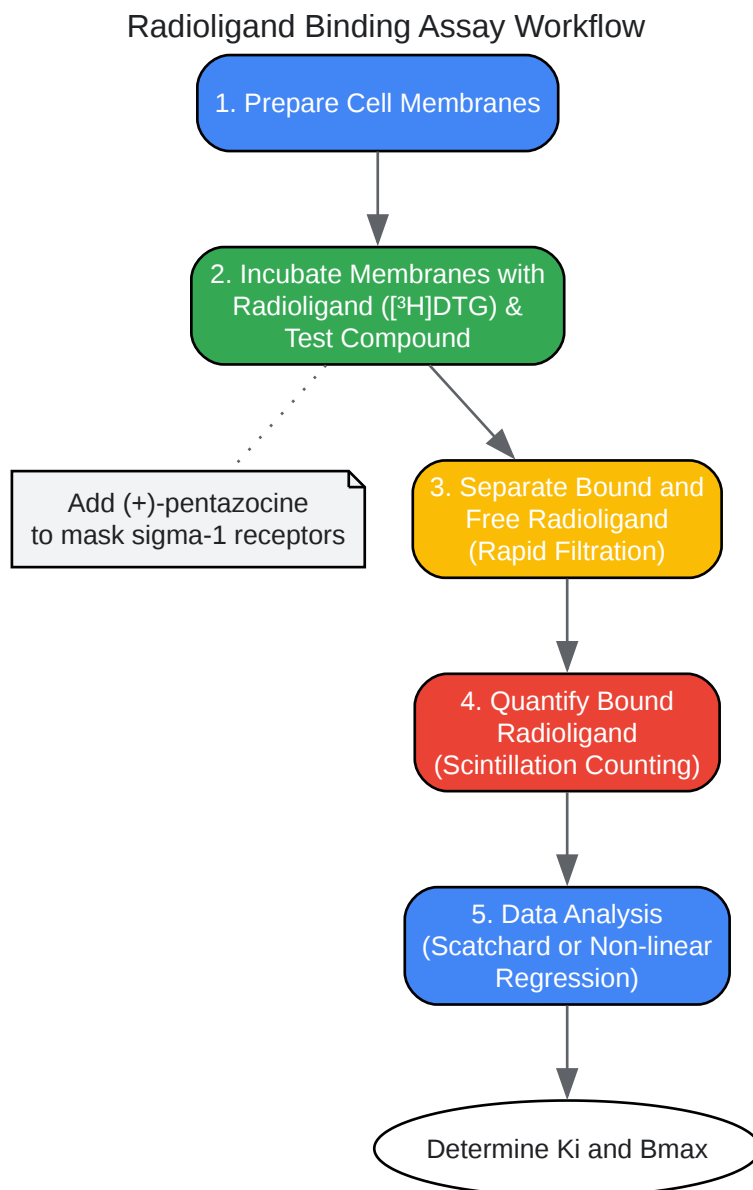 Radioligand Binding Assay Workflow
1. Prepare Cell Membranes
2. Incubate Membranes with
Radioligand ([³H]DTG) &
Test Compound
Add (+)-pentazocine
to mask sigma-1 receptors
3. Separate Bound and
Free Radioligand
(Rapid Filtration)
4. Quantify Bound
Radioligand
(Scintillation Counting)
5. Data Analysis
(Scatchard or Non-linear
Regression)
Determine Ki and Bmax